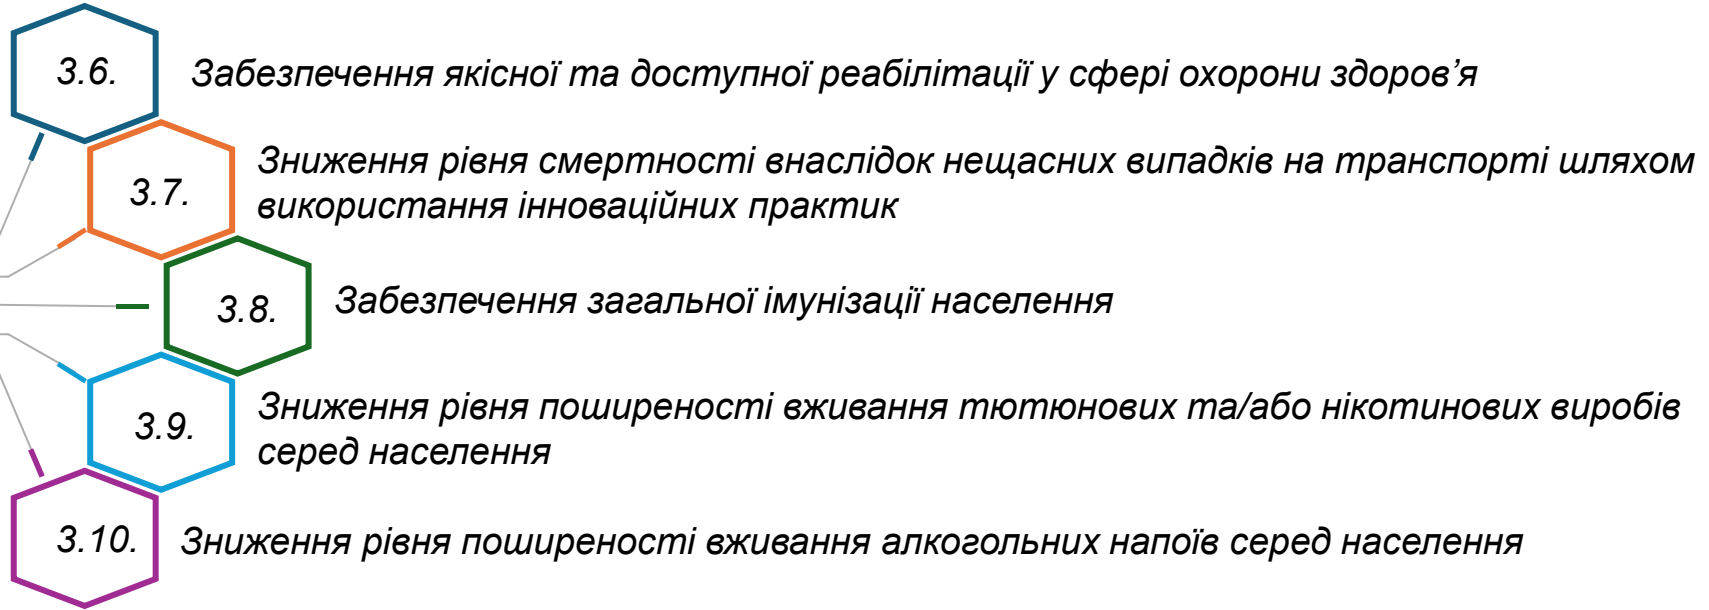 3.6.
Забезпечення якісної та доступної реабілітації у сфері охорони здоров’я
3.7.
Зниження рівня смертності внаслідок нещасних випадків на транспорті шляхом
використання інноваційних практик
3.8.
Забезпечення загальної імунізації населення
3.9.
Зниження рівня поширеності вживання тютюнових та/або нікотинових виробів
серед населення
3.10.
Зниження рівня поширеності вживання алкогольних напоїв серед населення